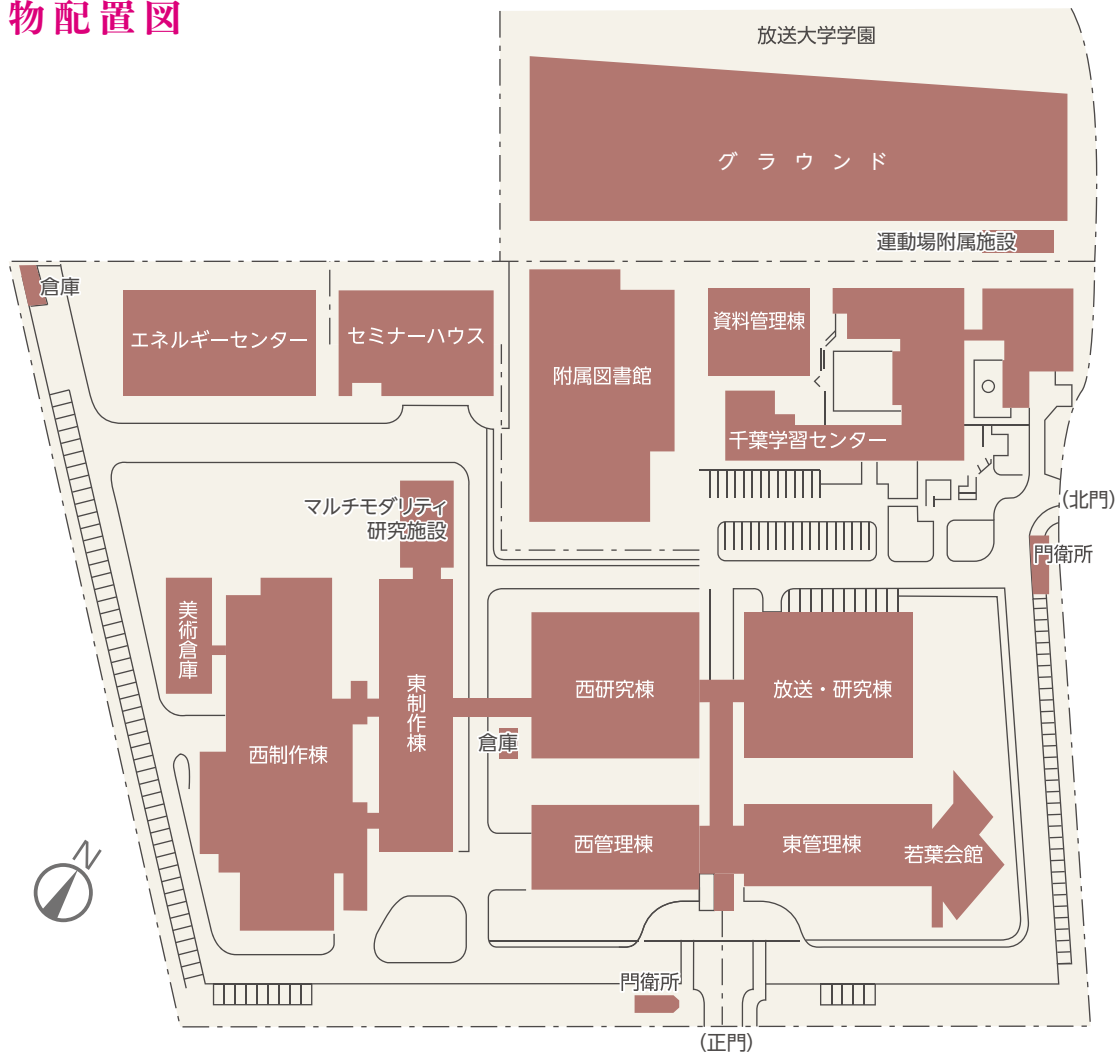 物配置図
放送大学学園
グラウンド
運動場附属施設
倉庫
エネルギーセンター
セミナーハウス
附属図書館
資料管理棟
千葉学習センター
マルチモダリティ
研究施設
(北門)
門衛所
美術倉庫
東制作棟
西制作棟
倉庫
西研究棟
放送・研究棟
西管理棟
東管理棟
若葉会館
N
門衛所
(正門)